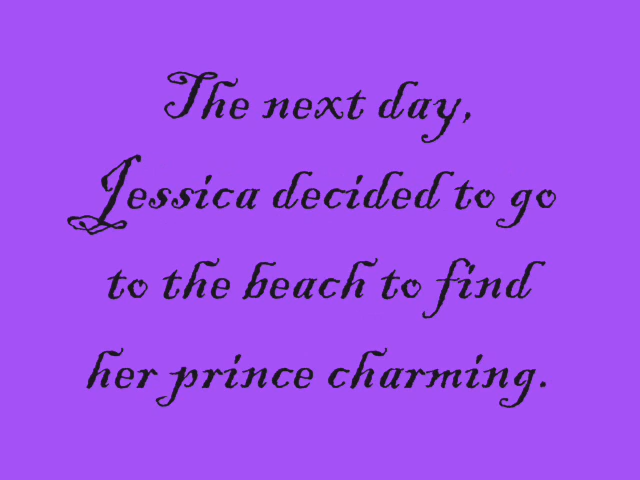 The next day,
Jessica decided to go
to the beach to find
her prince charming.